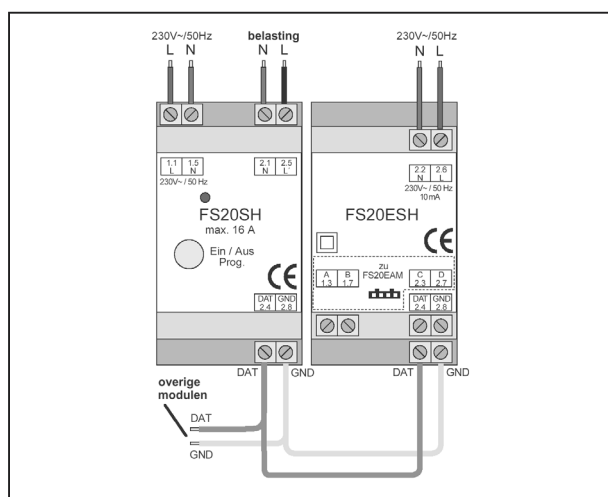 230V~/50Hz
L N
belasting
N L
230V~/50Hz
N L
1.1 1.5
L N
230V~ / 50 Hz
2.1 2.5
N L'
2.2 2.6
N L
230V~ / 50 Hz
10mA
FS20SH
max. 16 A
Ein / Aus
Prog.
CE
DAT GND
2.4 2.8
FS20ESH
CE
zu
FS20EAM
A B
1.3 1.7
C D
2.3 2.7
DAT GND
2.4 2.8
DAT GND
DAT GND
overige
modulen
DAT
GND